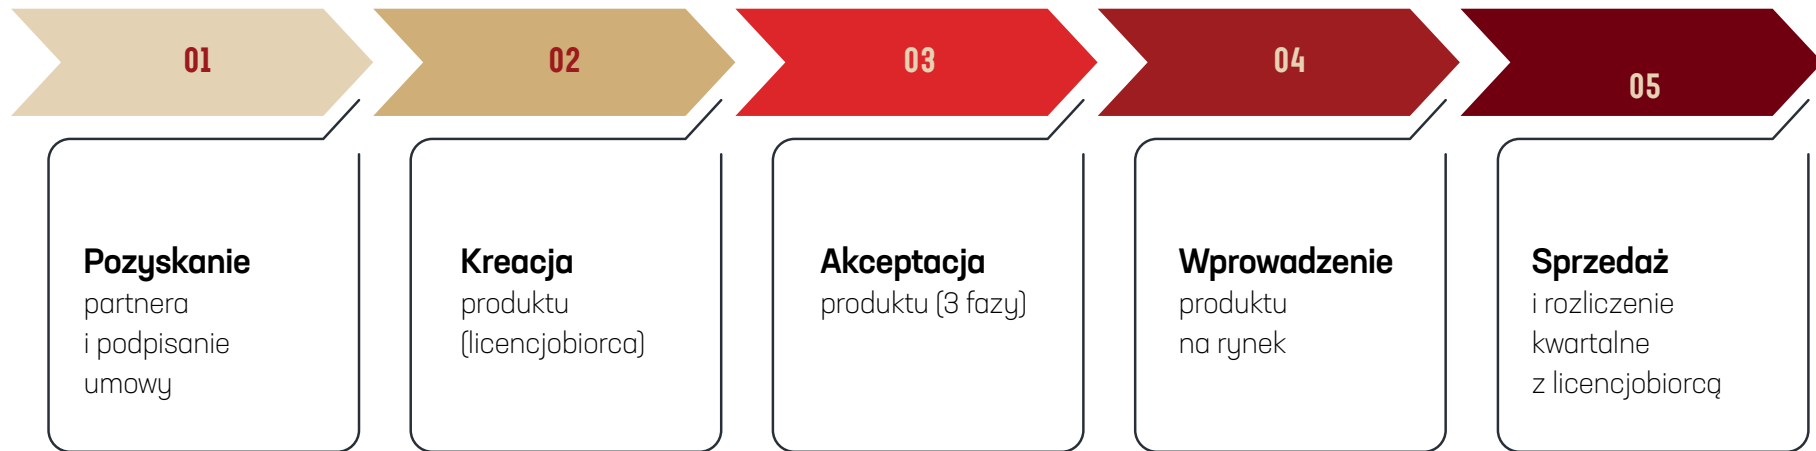 01
02
03
04
05
Pozyskanie
partnera
i podpisanie
umowy
Kreacja
produktu
(licencjobiorca)
Akceptacja
produktu (3 fazy)
Wprowadzenie
produktu
na rynek
Sprzedaż
i rozliczenie
kwartalne
z licencjobiorcą